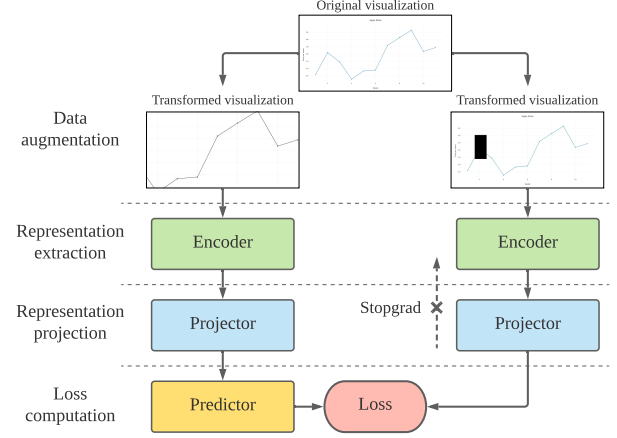 Original visualization
Transformed visualization
Transformed visualization
Data
augmentation
Representation
extraction
Encoder
Encoder
Representation
projection
Projector
Stopgrad
Projector
Loss
computation
Predictor
Loss